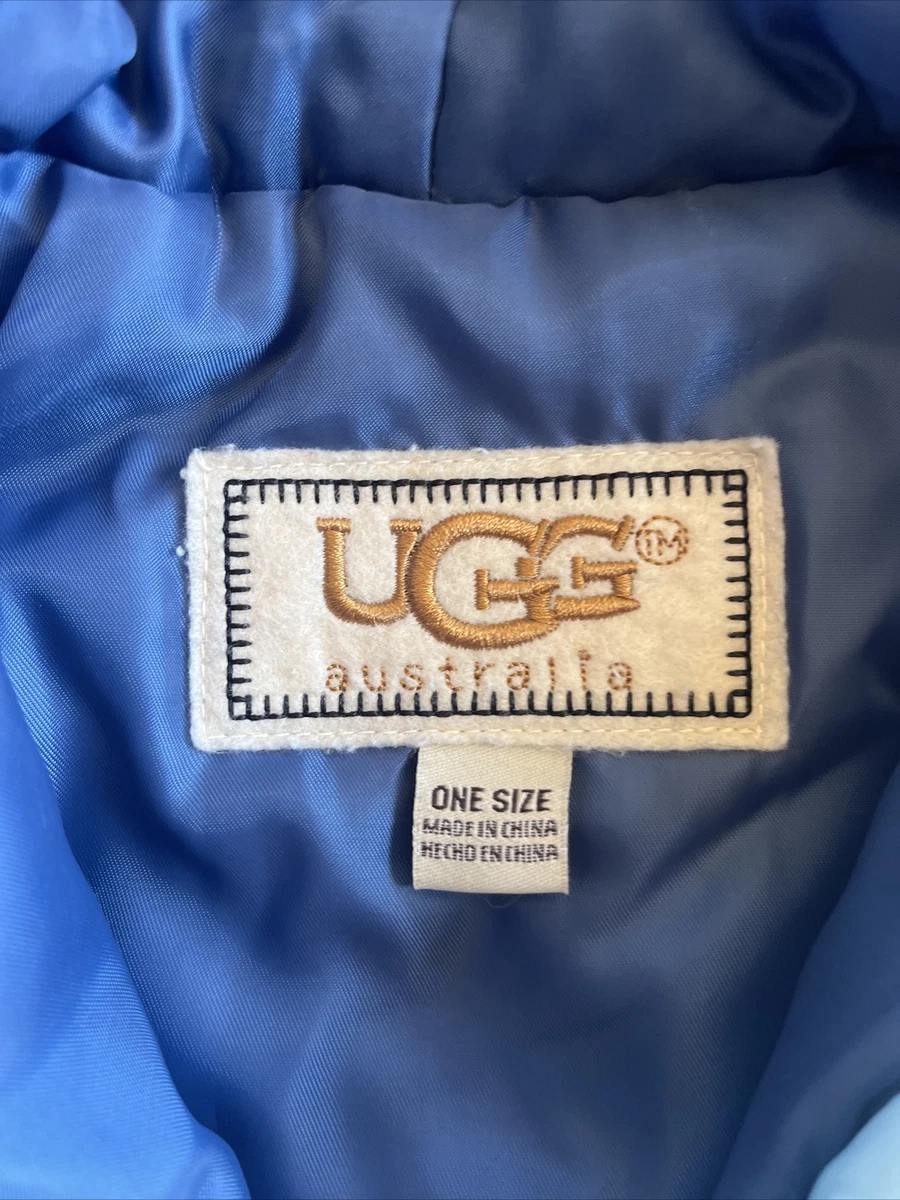 UGG TM
australia
ONE SIZE
MADE IN CHINA
HECHO EN CHINA